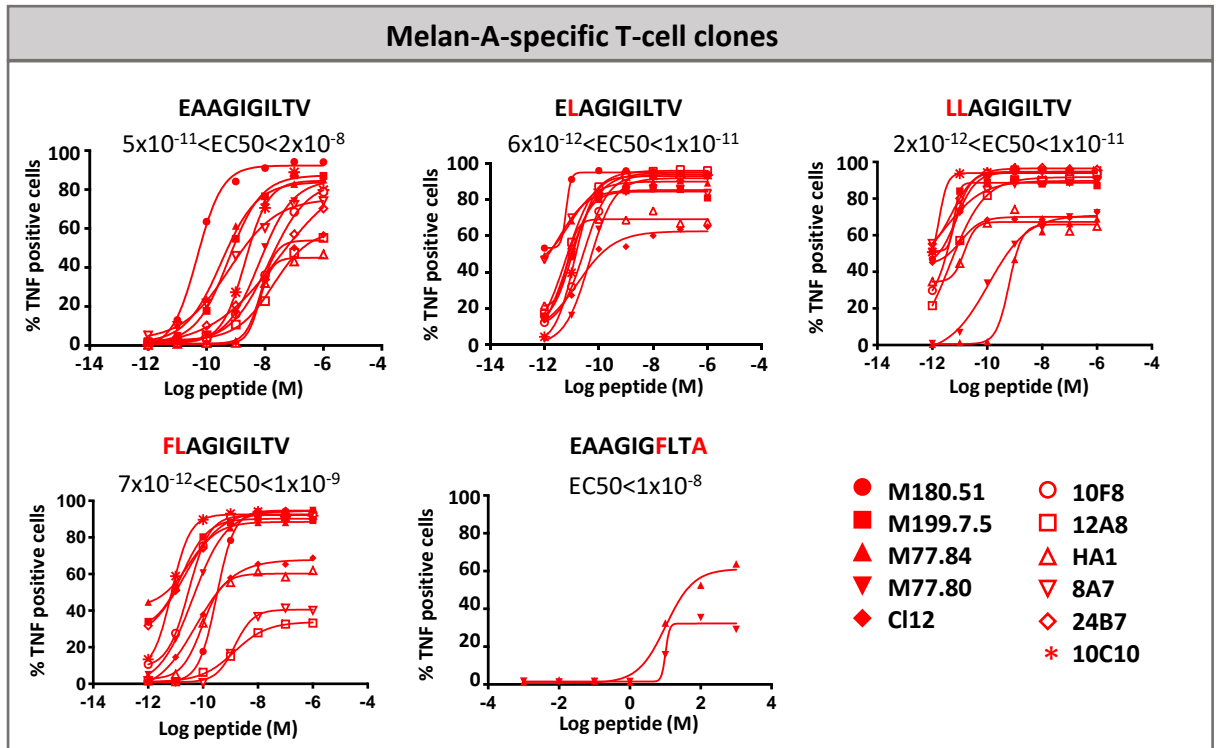 Melan-A-specific T-cell clones
EAAGIGILTV
5x10⁻¹¹<EC50<2x10⁻⁸
% TNF positive cells
100
80
60
40
20
0
-14 -12 -10 -8 -6 -4
Log peptide (M)
ELAGIGILTV
6x10⁻¹²<EC50<1x10⁻¹¹
% TNF positive cells
100
80
60
40
20
0
-14 -12 -10 -8 -6 -4
Log peptide (M)
LLAGIGILTV
2x10⁻¹²<EC50<1x10⁻¹¹
% TNF positive cells
100
80
60
40
20
0
-14 -12 -10 -8 -6 -4
Log peptide (M)
FLAGIGILTV
7x10⁻¹²<EC50<1x10⁻⁹
% TNF positive cells
100
80
60
40
20
0
-14 -12 -10 -8 -6 -4
Log peptide (M)
EAAGIGFLTA
EC50<1x10⁻⁸
% TNF positive cells
100
80
60
40
20
0
-4 -2 0 2 4
Log peptide (M)
M180.51
M199.7.5
M77.84
M77.80
Cl12
10F8
12A8
HA1
8A7
24B7
10C10